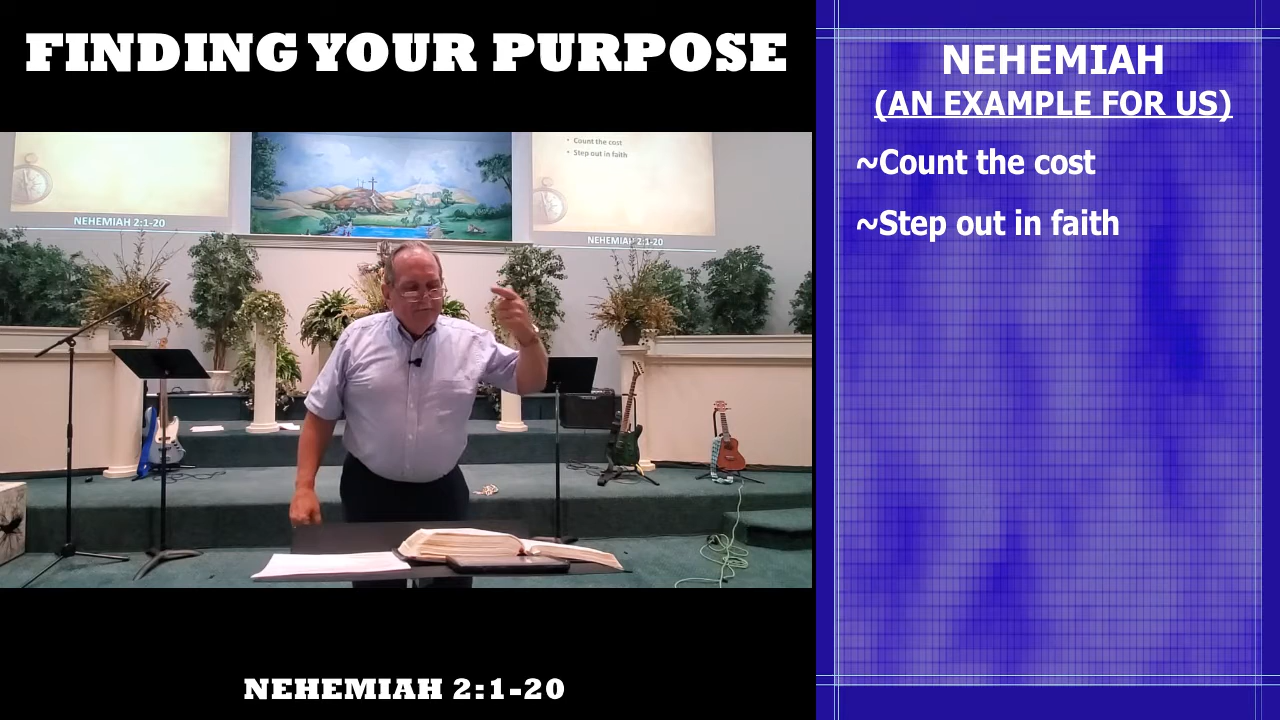 FINDING YOUR PURPOSE
NEHEMIAH
(AN EXAMPLE FOR US)
~Count the cost
~Step out in faith
• Count the cost
• Step out in faith
NEHEMIAH 2:1-20
NEHEMIAH 2:1-20
NEHEMIAH 2:1-20